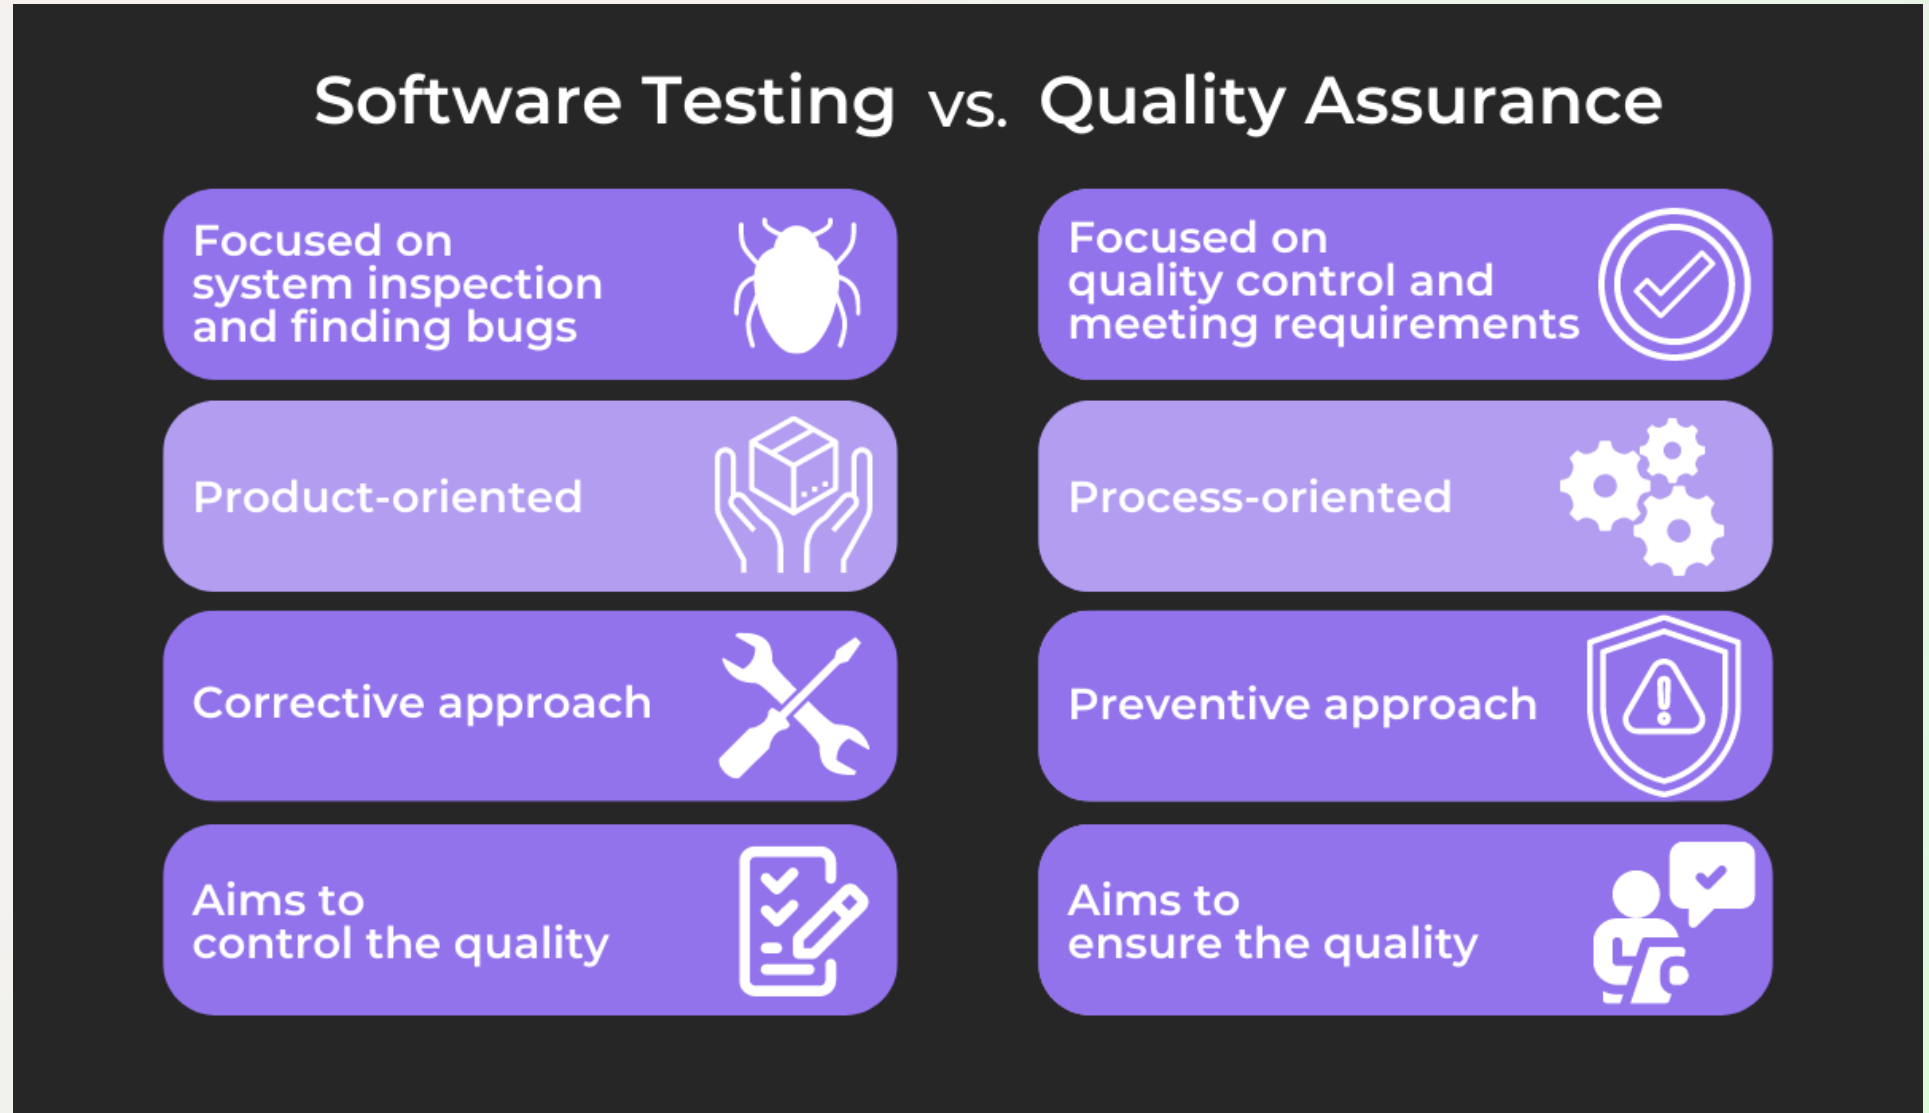 Software Testing vs. Quality Assurance
Focused on
system inspection
and finding bugs
Focused on
quality control and
meeting requirements
Product-oriented
Process-oriented
Corrective approach
Preventive approach
Aims to
control the quality
Aims to
ensure the quality